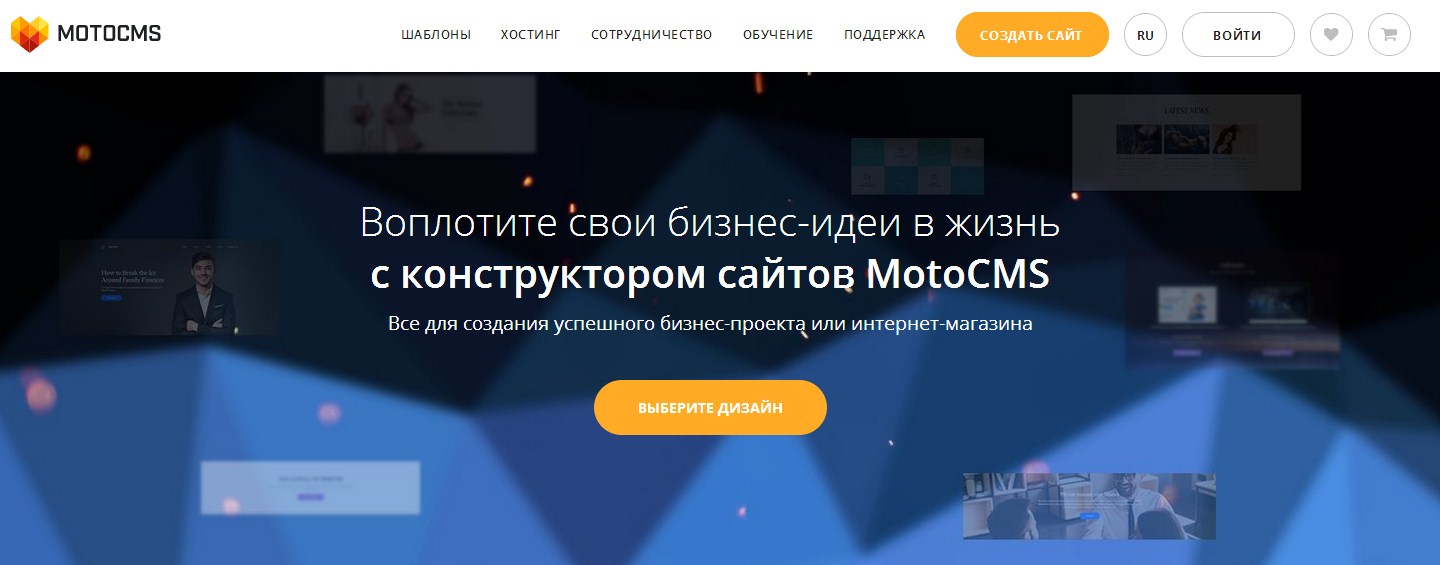 MOTOCMS
ШАБЛОНЫ ХОСТИНГ СОТРУДНИЧЕСТВО ОБУЧЕНИЕ ПОДДЕРЖКА СОЗДАТЬ САЙТ RU ВОЙТИ
LATEST NEWS
Воплотите свои бизнес-идеи в жизнь
с конструктором сайтов MotoCMS
How to Break the Ice
Around Family Finances
Все для создания успешного бизнес-проекта или интернет-магазина
ВЫБЕРИТЕ ДИЗАЙН